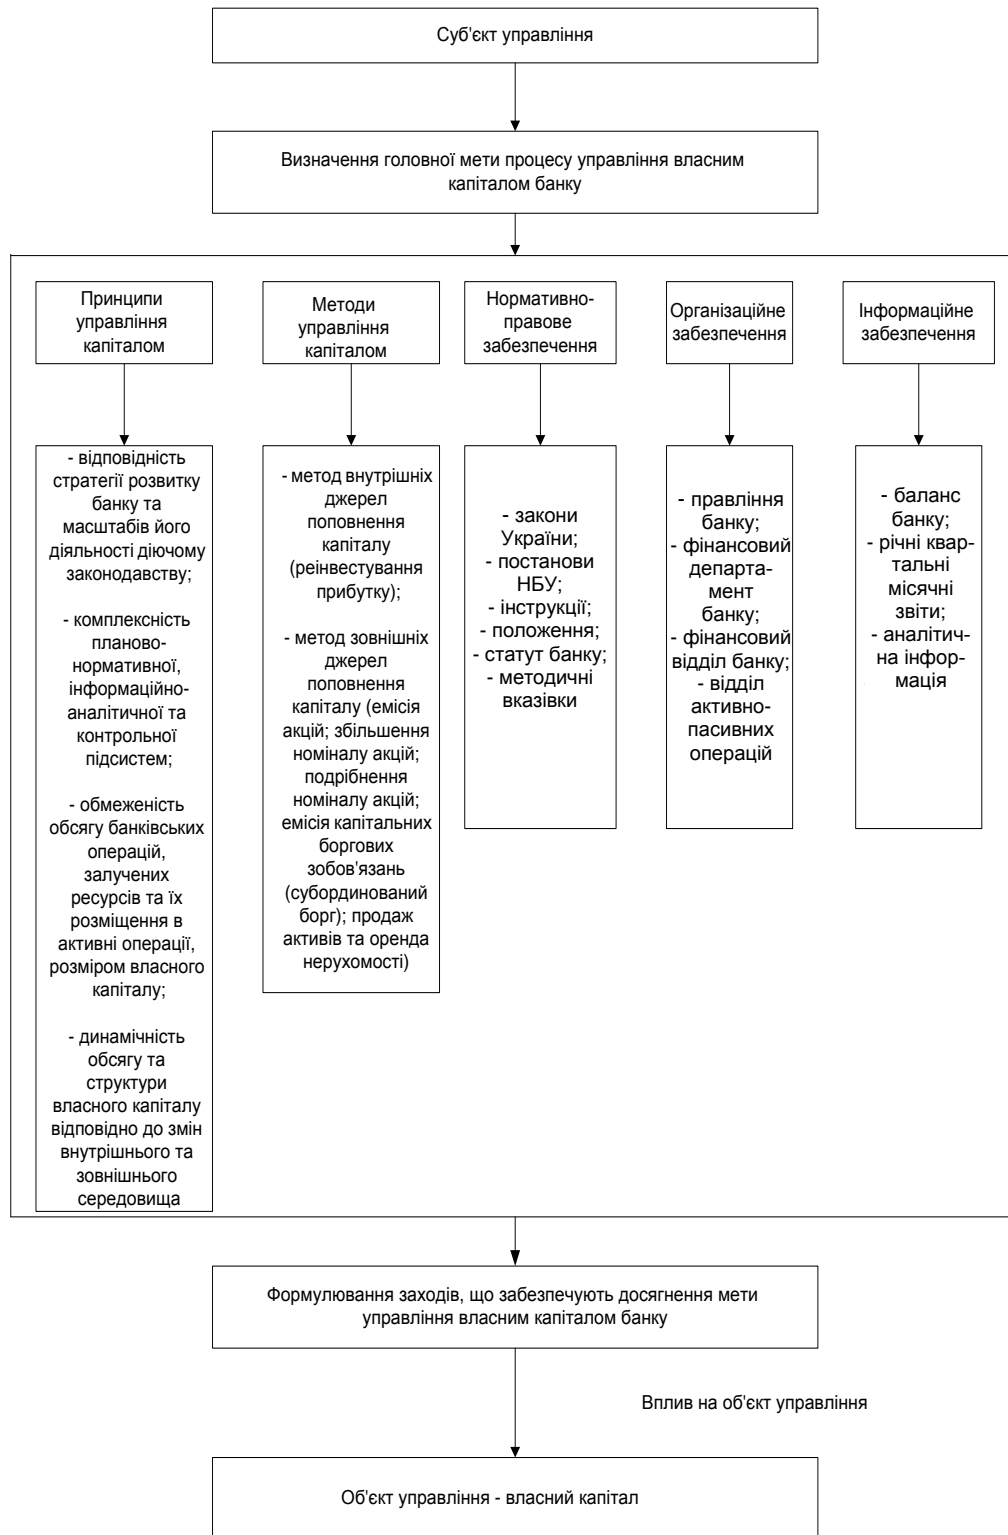 Суб'єкт управління
Визначення головної мети процесу управління власним
капіталом банку
Принципи
управління
капіталом
Методи
управління
капіталом
Нормативно-
правове
забезпечення
Організаційне
забезпечення
Інформаційне
забезпечення
- відповідність
стратегії розвитку
банку та
масштабів його
діяльності діючому
законодавству;
- комплексність
планово-
нормативної,
інформаційно-
аналітичної та
контрольної
підсистем;
- обмеженість
обсягу банківських
операцій,
залучених
ресурсів та їх
розміщення в
активні операції,
розміром власного
капіталу;
- динамічність
обсягу та
структури
власного капіталу
відповідно до змін
внутрішнього та
зовнішнього
середовища
- метод внутрішніх
джерел
поповнення
капіталу
(реінвестування
прибутку);
- метод зовнішніх
джерел
поповнення
капіталу (емісія
акцій; збільшення
номіналу акцій;
подрібнення
номіналу акцій;
емісія капітальних
боргових
зобов'язань
(субординований
борг); продаж
активів та оренда
нерухомості)
- закони
України;
- постанови
НБУ;
- інструкції;
- положення;
- статут банку;
- методичні
вказівки
- правління
банку;
- фінансовий
департа-
мент
банку;
- фінансовий
відділ банку;
- відділ
активно-
пасивних
операцій
- баланс
банку;
- річні квар-
тальні
місячні
звіти;
- аналітич-
на інфор-
мація
Формулювання заходів, що забезпечують досягнення мети
управління власним капіталом банку
Вплив на об'єкт управління
Об'єкт управління - власний капітал